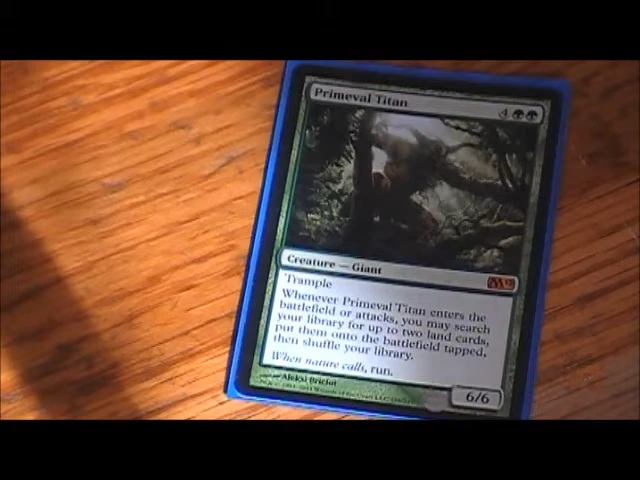 Primeval Titan 4
Creature — Giant
Trample
Whenever Primeval Titan enters the
battlefield or attacks, you may search
your library for up to two land cards,
put them onto the battlefield tapped,
then shuffle your library.
When nature calls, run.
Aleksi Briclot
6/6